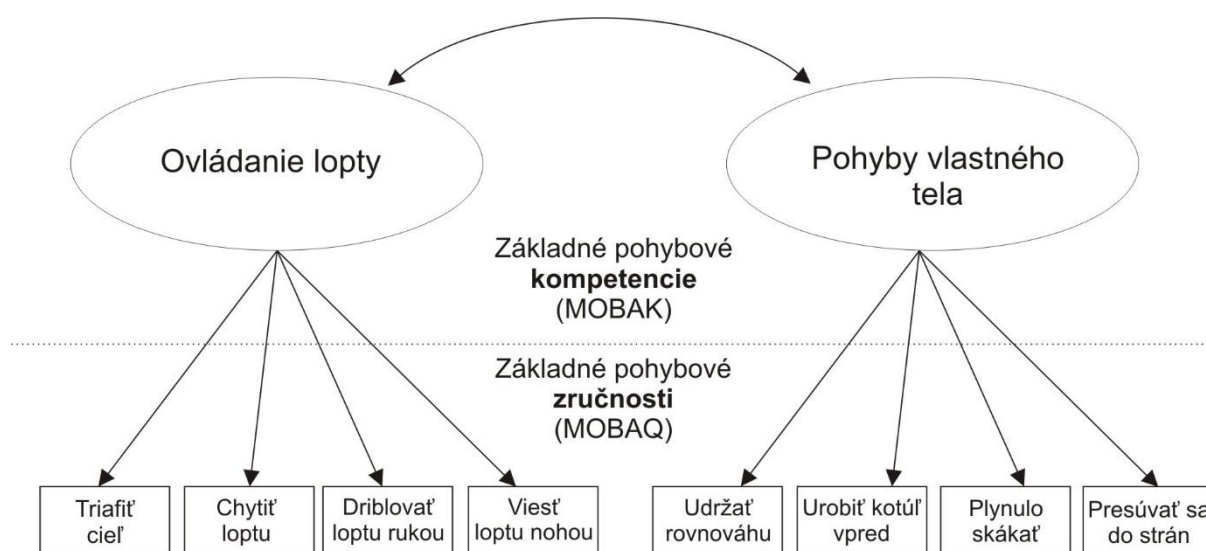 Ovládanie lopty
Pohyby vlastného
tela
Základné pohybové
kompetencie
(MOBAK)
Základné pohybové
zručnosti
(MOBAQ)
Triafiť
cieľ
Chytiť
loptu
Driblovať
loptu rukou
Viesť
loptu nohou
Udržať
rovnováhu
Urobiť kotúľ
vpred
Plynulo
skákať
Presúvať sa
do strán